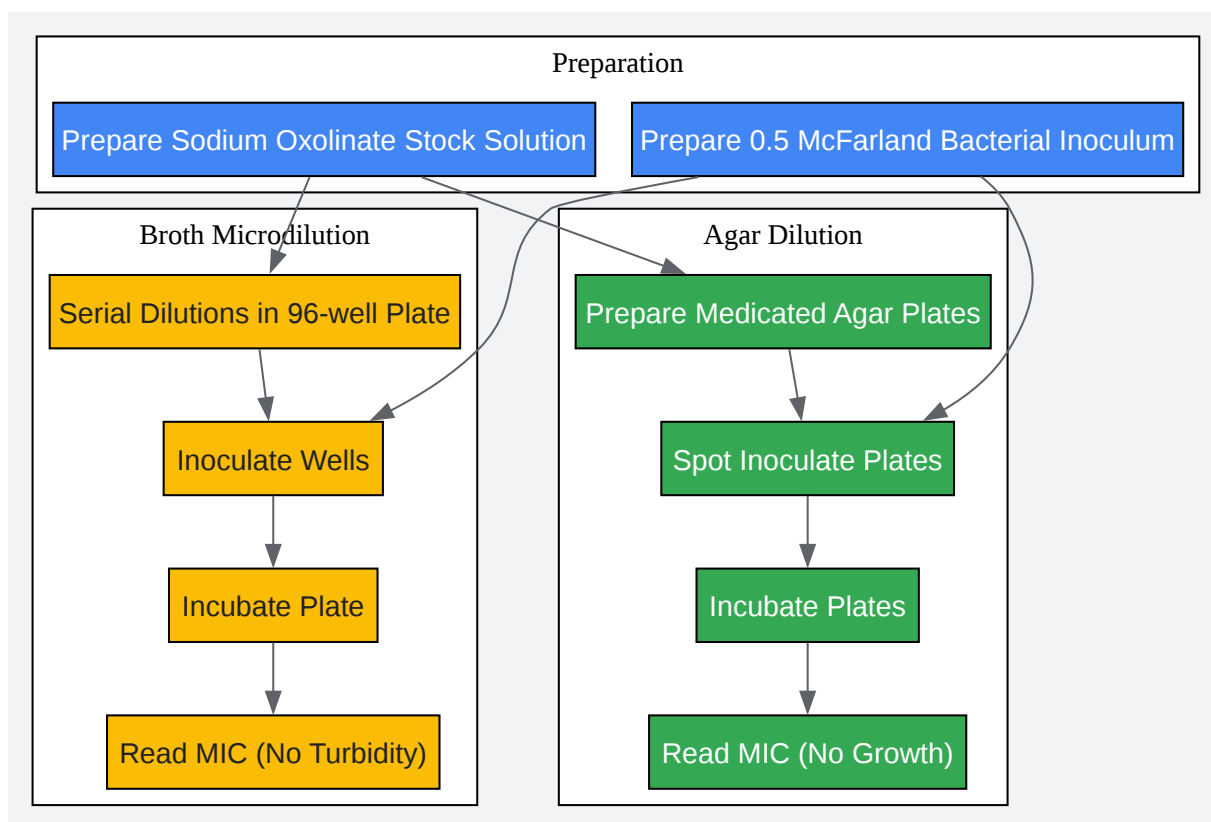 Preparation
Prepare Sodium Oxolinate Stock Solution
Prepare 0.5 McFarland Bacterial Inoculum
Broth Microdilution
Serial Dilutions in 96-well Plate
Inoculate Wells
Incubate Plate
Read MIC (No Turbidity)
Agar Dilution
Prepare Medicated Agar Plates
Spot Inoculate Plates
Incubate Plates
Read MIC (No Growth)